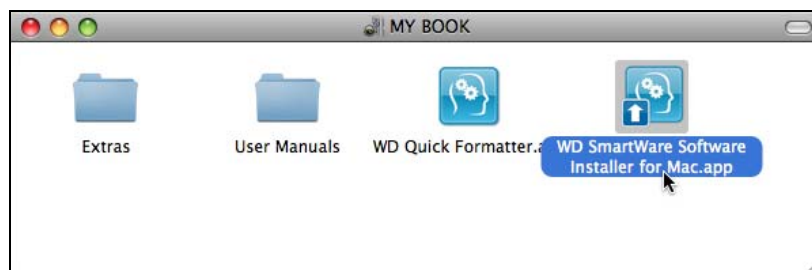 MY BOOK
Extras
User Manuals
WD Quick Formatter.a
WD SmartWare Software
Installer for Mac.app